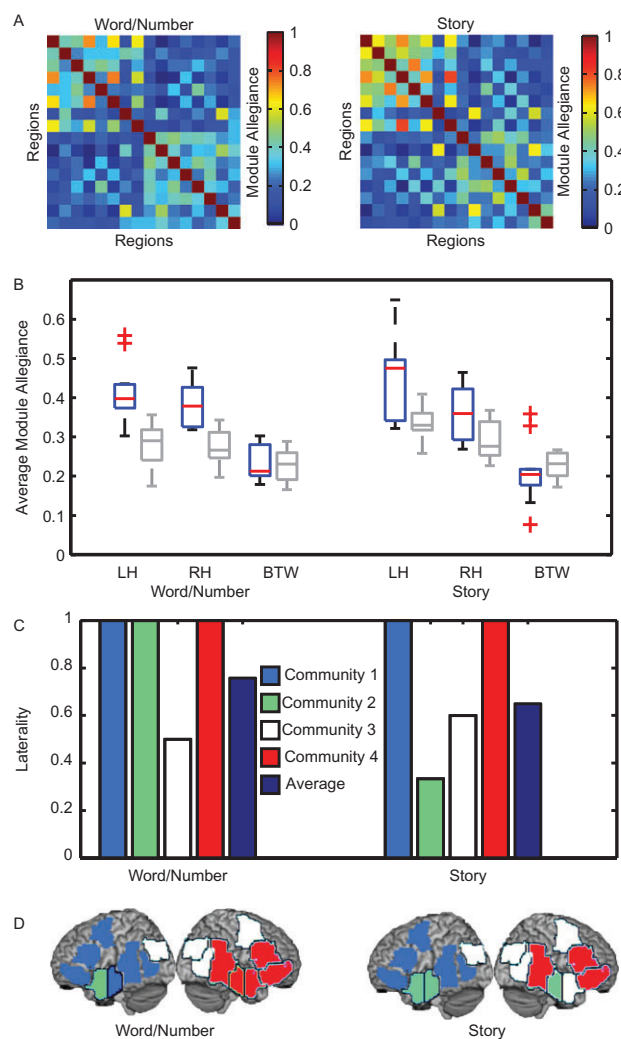 A
Word/Number
Story
Regions
1
0.8
0.6
0.4
0.2
0
Module Allegiance
Regions
Regions
1
0.8
0.6
0.4
0.2
0
Module Allegiance
Regions
B
Average Module Allegiance
0.6
0.5
0.4
0.3
0.2
0.1
0
LH RH BTW LH RH BTW
Word/Number Story
C
Laterality
1
0.8
0.6
0.4
0.2
0
Community 1
Community 2
Community 3
Community 4
Average
Word/Number Story
D
Word/Number Story